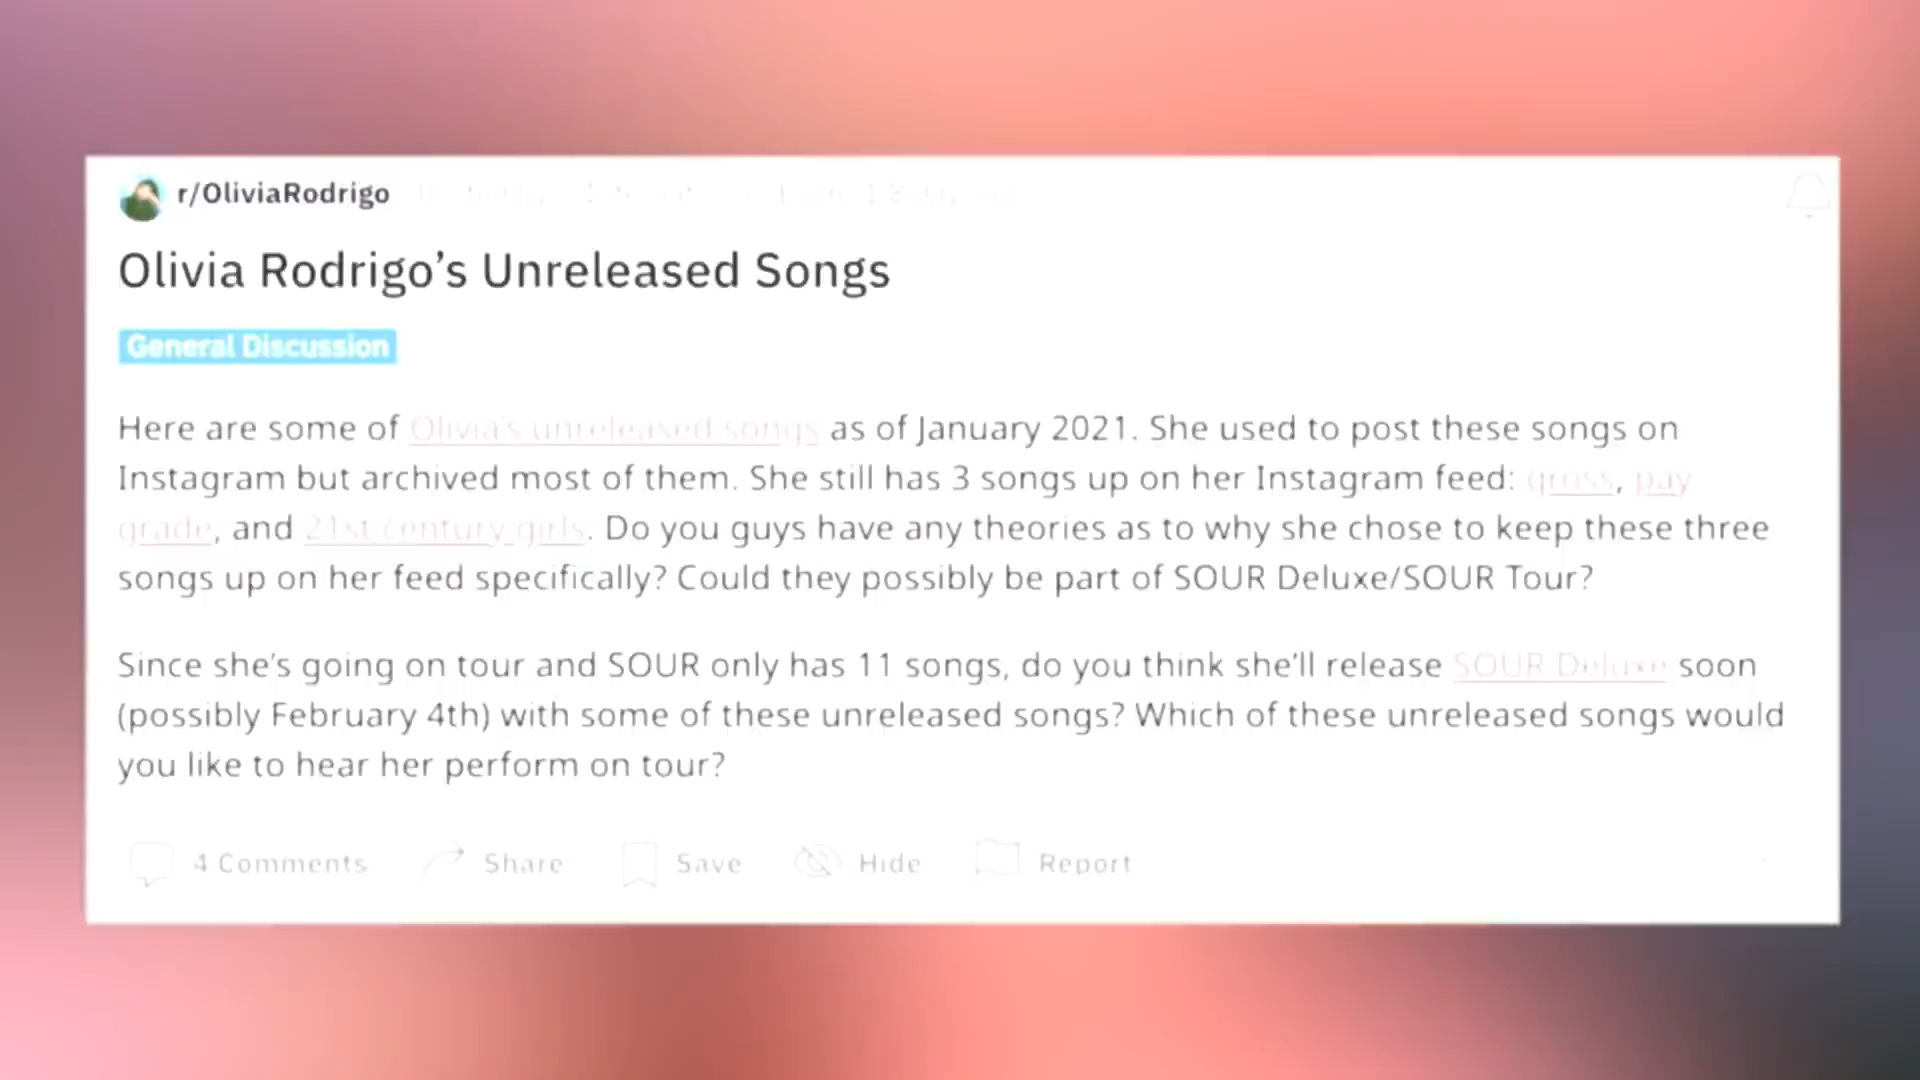 r/OliviaRodrigo
Olivia Rodrigo’s Unreleased Songs
General Discussion
Here are some of Olivia's unreleased songs as of January 2021. She used to post these songs on
Instagram but archived most of them. She still has 3 songs up on her Instagram feed: gross, pay
grade, and 21st century girls. Do you guys have any theories as to why she chose to keep these three
songs up on her feed specifically? Could they possibly be part of SOUR Deluxe/SOUR Tour?
Since she’s going on tour and SOUR only has 11 songs, do you think she'll release SOUR Deluxe soon
(possibly February 4th) with some of these unreleased songs? Which of these unreleased songs would
you like to hear her perform on tour?
4 Comments Share Save Hide Report